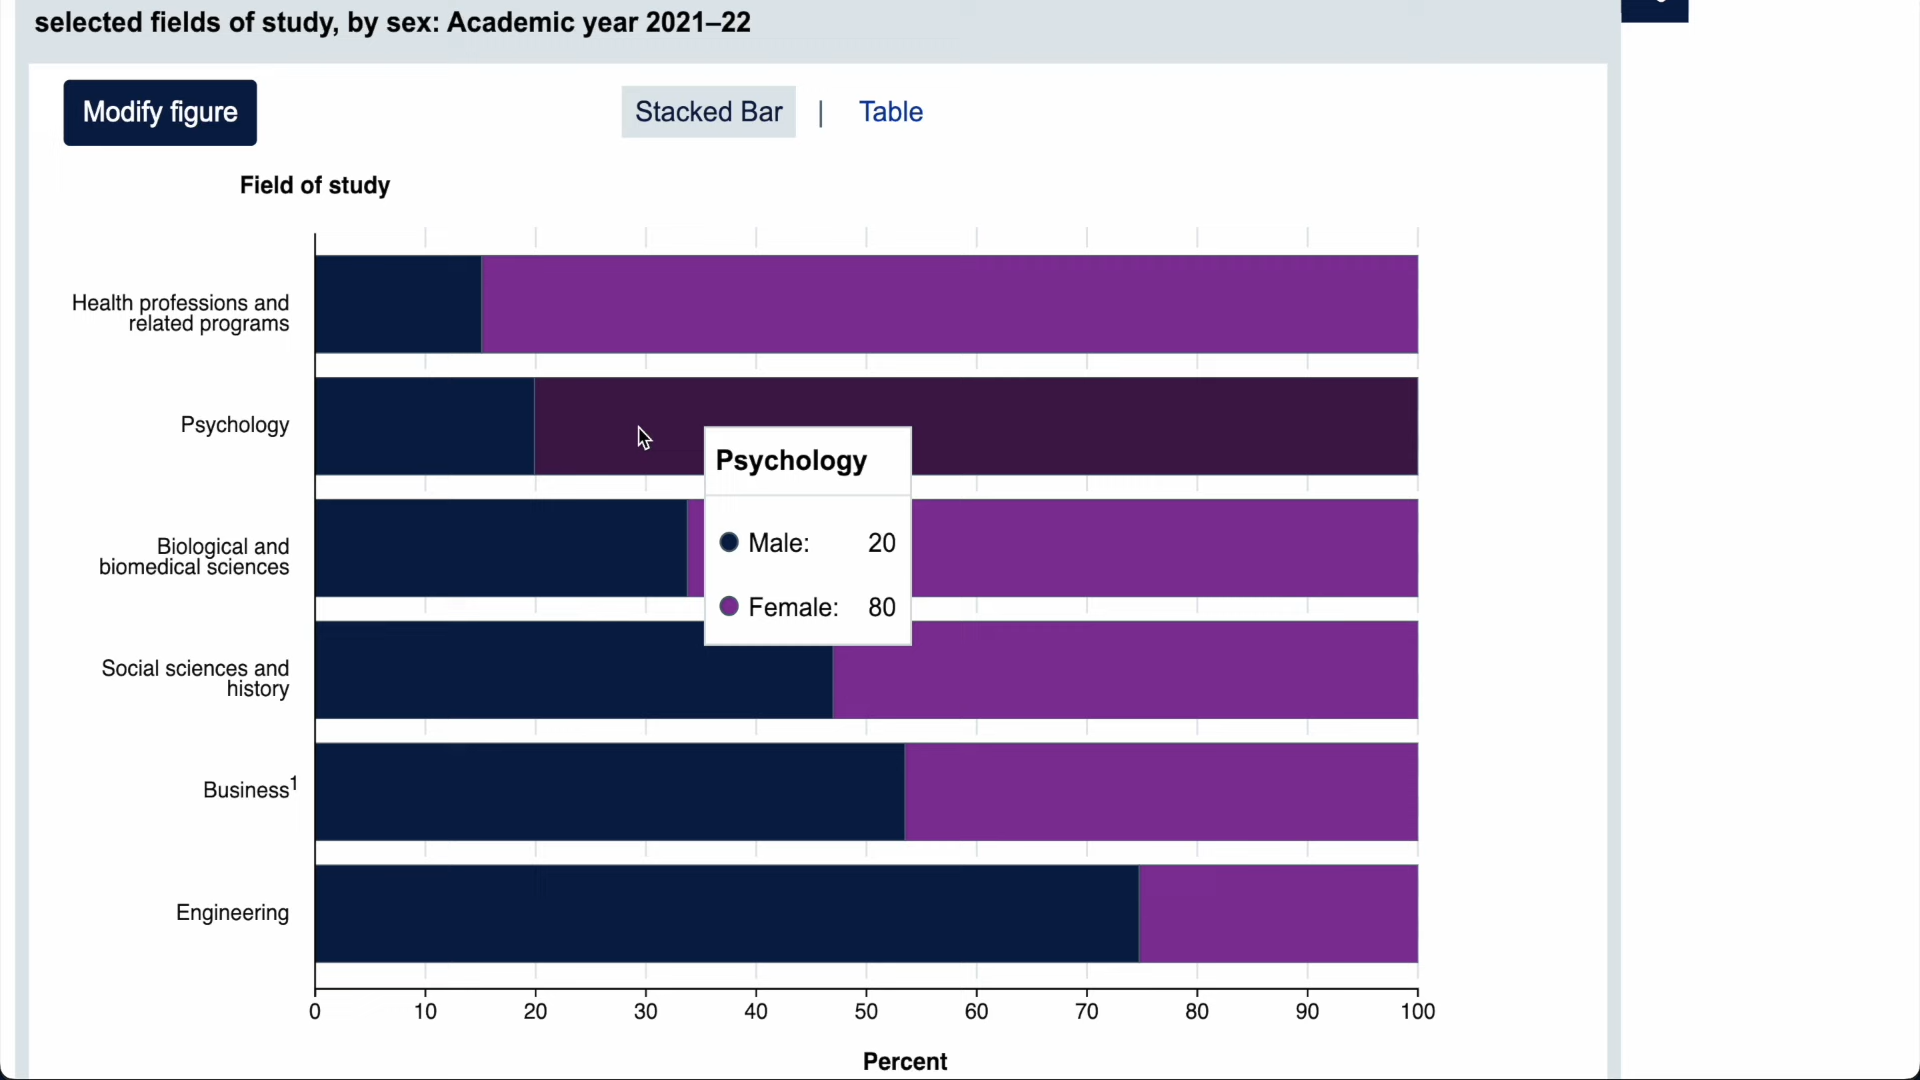 selected fields of study, by sex: Academic year 2021–22
Modify figure
Stacked Bar | Table
Field of study
Health professions and
related programs
Psychology
Psychology
Male: 20
Female: 80
Biological and
biomedical sciences
Social sciences and
history
Business1
Engineering
0 10 20 30 40 50 60 70 80 90 100
Percent